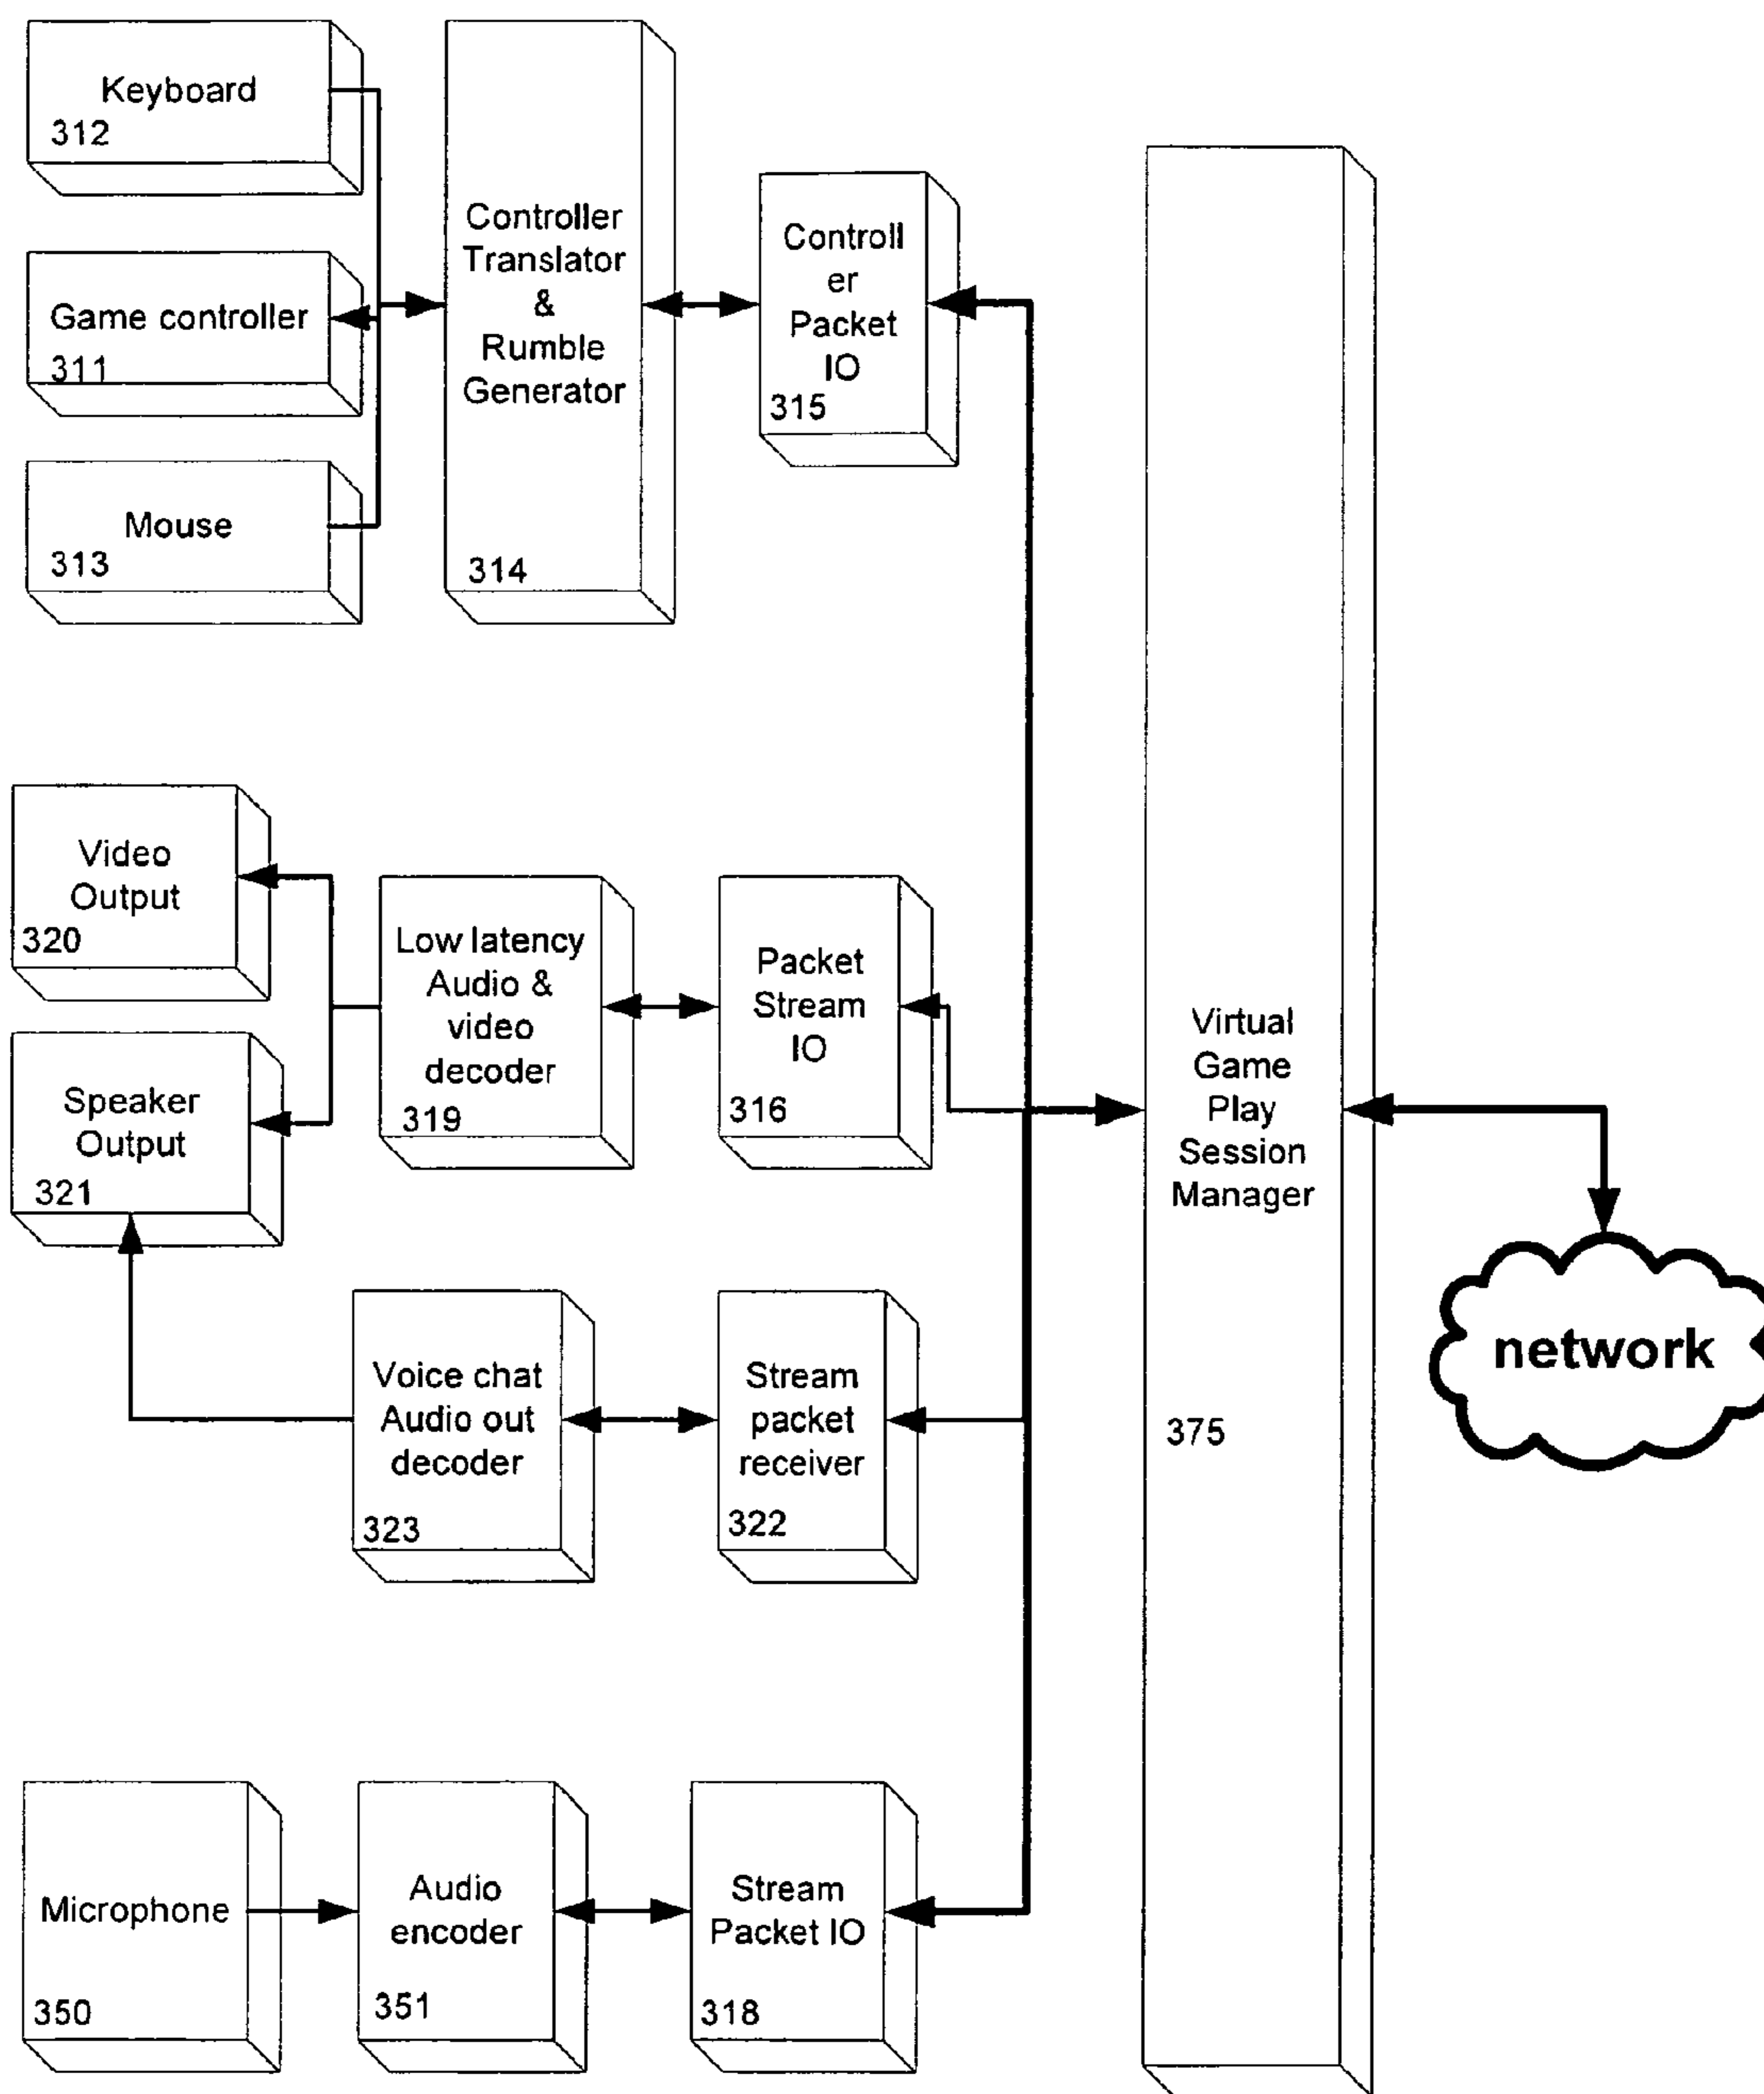 Keyboard
312
Game controller
311
Mouse
313
Controller
Translator
&
Rumble
Generator
314
Controll
er
Packet
IO
315
Video
Output
320
Speaker
Output
321
Low latency
Audio &
video
decoder
319
Packet
Stream
IO
316
Voice chat
Audio out
decoder
323
Stream
packet
receiver
322
Microphone
350
Audio
encoder
351
Stream
Packet IO
318
Virtual
Game
Play
Session
Manager
375
network